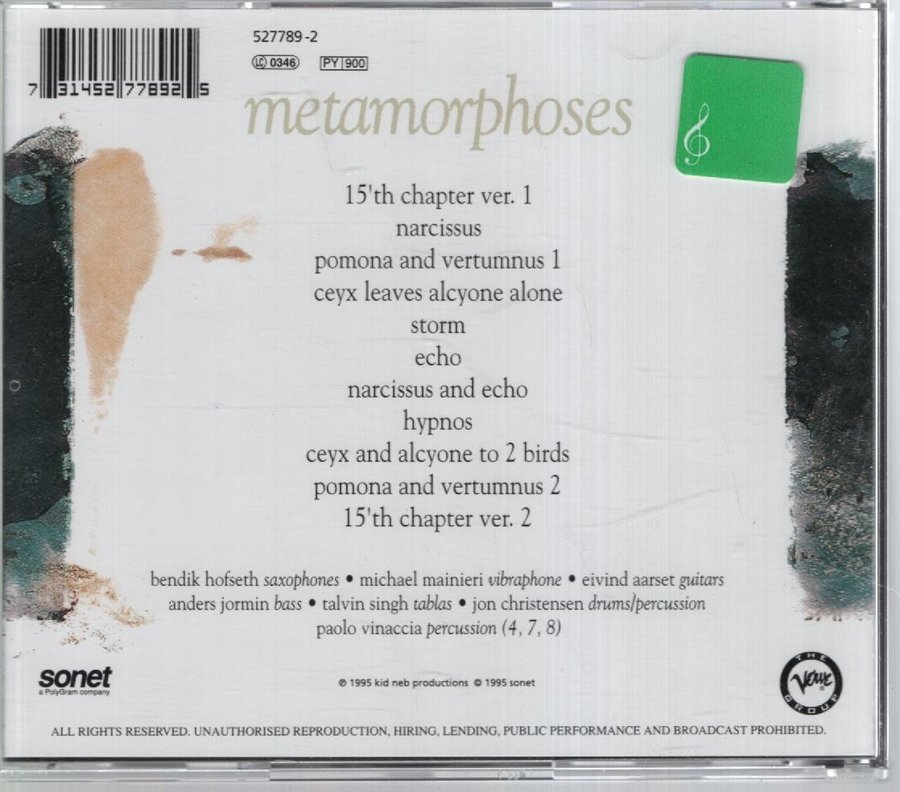 527789-2
LC 0346 PY 900
7 31452 77892 5
metamorphoses
15'th chapter ver. 1
narcissus
pomona and vertumnus 1
ceyx leaves alcyone alone
storm
echo
narcissus and echo
hypnos
ceyx and alcyone to 2 birds
pomona and vertumnus 2
15'th chapter ver. 2
bendik hofseth saxophones • michael mainieri vibraphone • eivind aarset guitars
anders jormin bass • talvin singh tablas • jon christensen drums/percussion
paolo vinaccia percussion (4, 7, 8)
sonet
a PolyGram company
℗ 1995 kid neb productions © 1995 sonet
THE
Verve®
GROUP
ALL RIGHTS RESERVED. UNAUTHORISED REPRODUCTION, HIRING, LENDING, PUBLIC PERFORMANCE AND BROADCAST PROHIBITED.